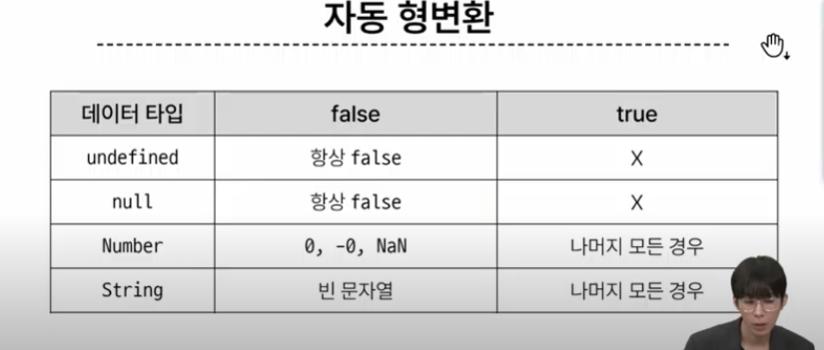 자동 형변환
데이터 타입 false true
undefined 항상 false X
null 항상 false X
Number 0, -0, NaN 나머지 모든 경우
String 빈 문자열 나머지 모든 경우